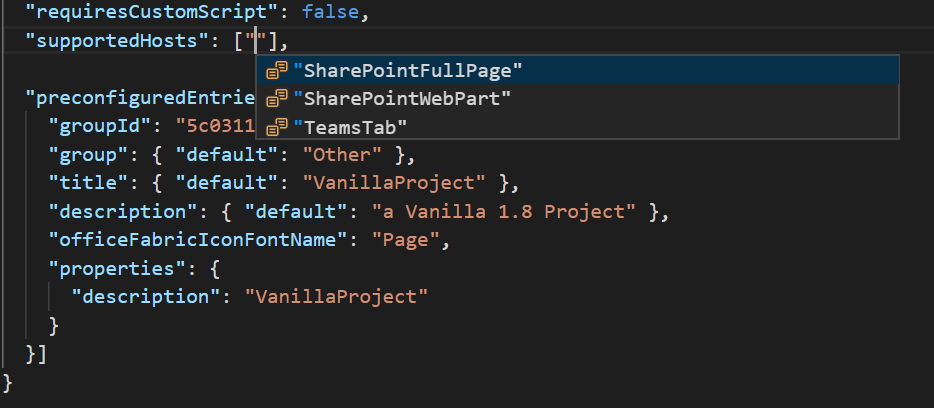 "requiresCustomScript": false,
"supportedHosts": [""],
"SharePointFullPage"
"SharePointWebPart"
"TeamsTab"
"preconfiguredEntrie
"groupId": "5c0311
"group": { "default": "Other" },
"title": { "default": "VanillaProject" },
"description": { "default": "a Vanilla 1.8 Project" },
"officeFabricIconFontName": "Page",
"properties": {
"description": "VanillaProject"
}
}]
}